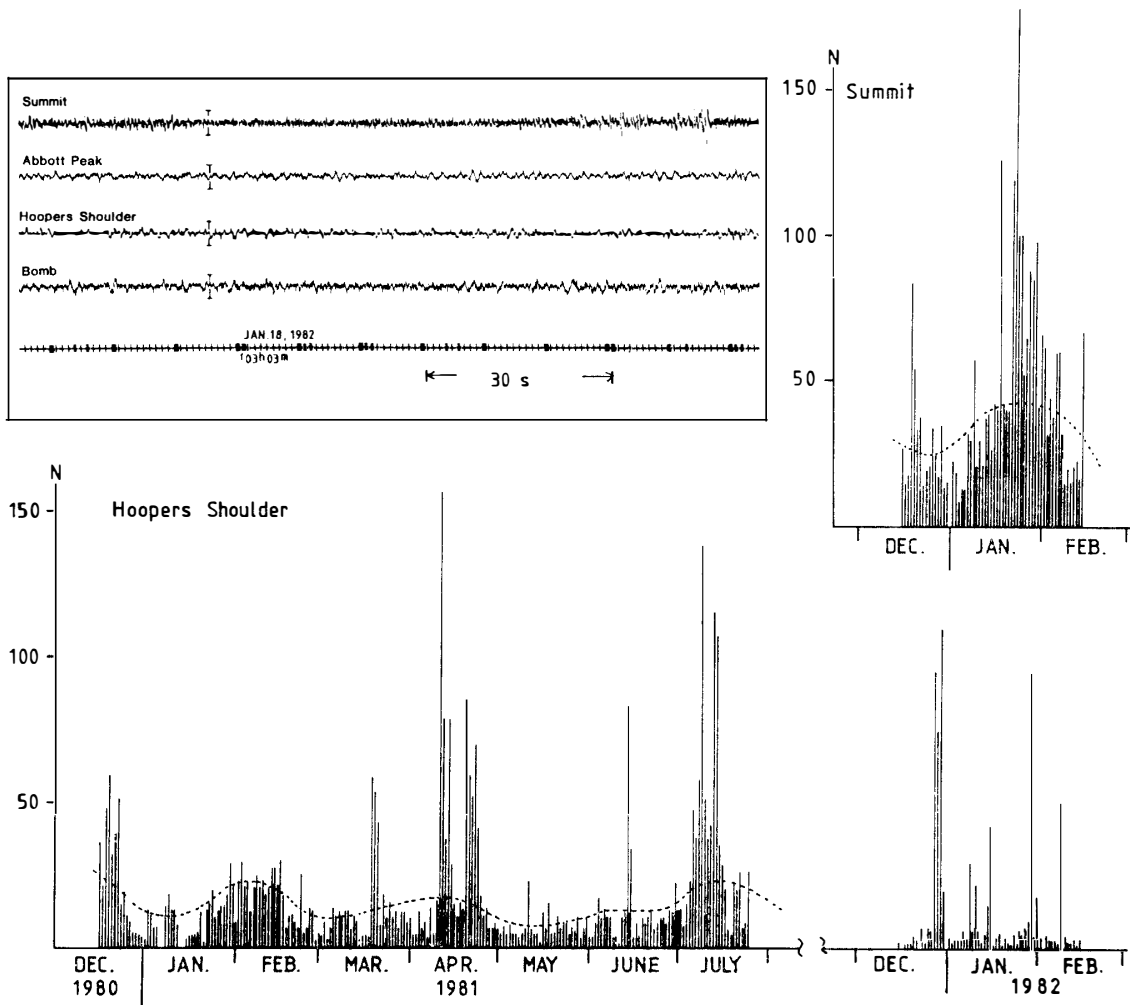 Summit
Abbott Peak
Hoopers Shoulder
Bomb
JAN.18, 1982
03h03m
30 s
N
Summit
150
100
50
DEC. JAN. FEB.
N
Hoopers Shoulder
150
100
50
DEC. JAN. FEB. MAR. APR. MAY JUNE JULY
1980 1981
DEC. JAN. FEB.
1982